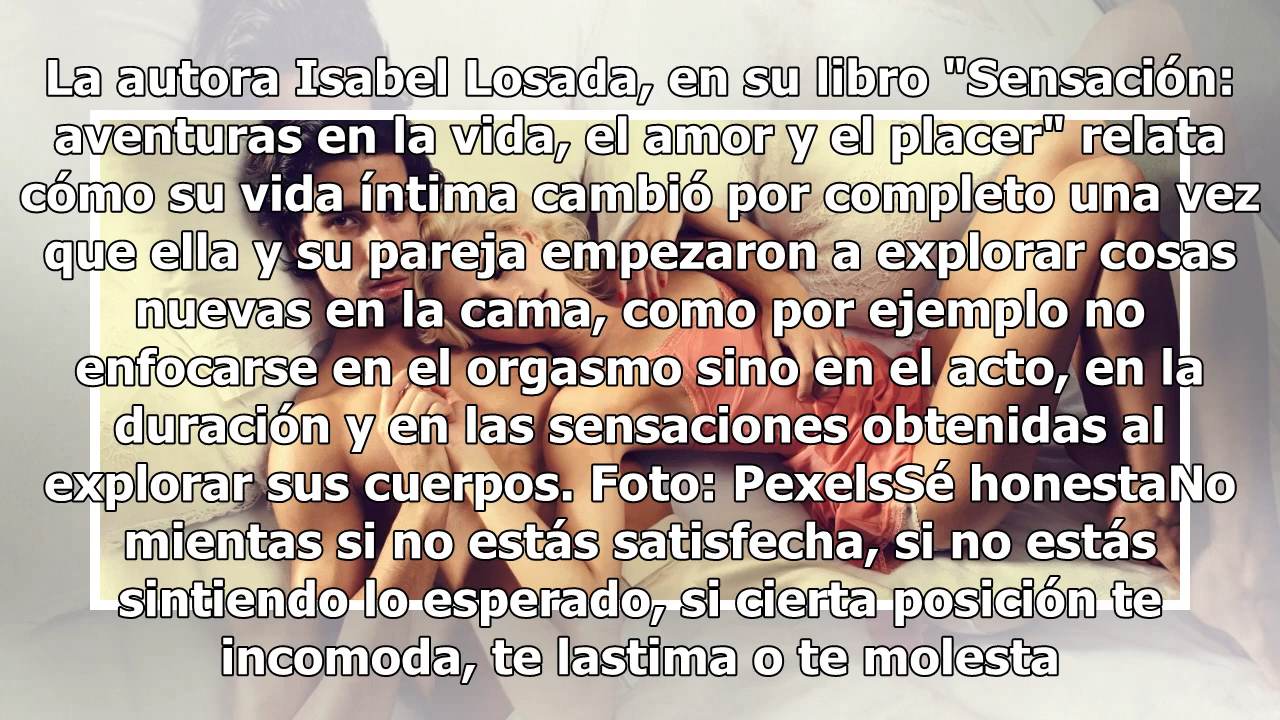 La autora Isabel Losada, en su libro "Sensación:
aventuras en la vida, el amor y el placer" relata
cómo su vida íntima cambió por completo una vez
que ella y su pareja empezaron a explorar cosas
nuevas en la cama, como por ejemplo no
enfocarse en el orgasmo sino en el acto, en la
duración y en las sensaciones obtenidas al
explorar sus cuerpos. Foto: PexelsSé honestaNo
mientas si no estás satisfecha, si no estás
sintiendo lo esperado, si cierta posición te
incomoda, te lastima o te molesta